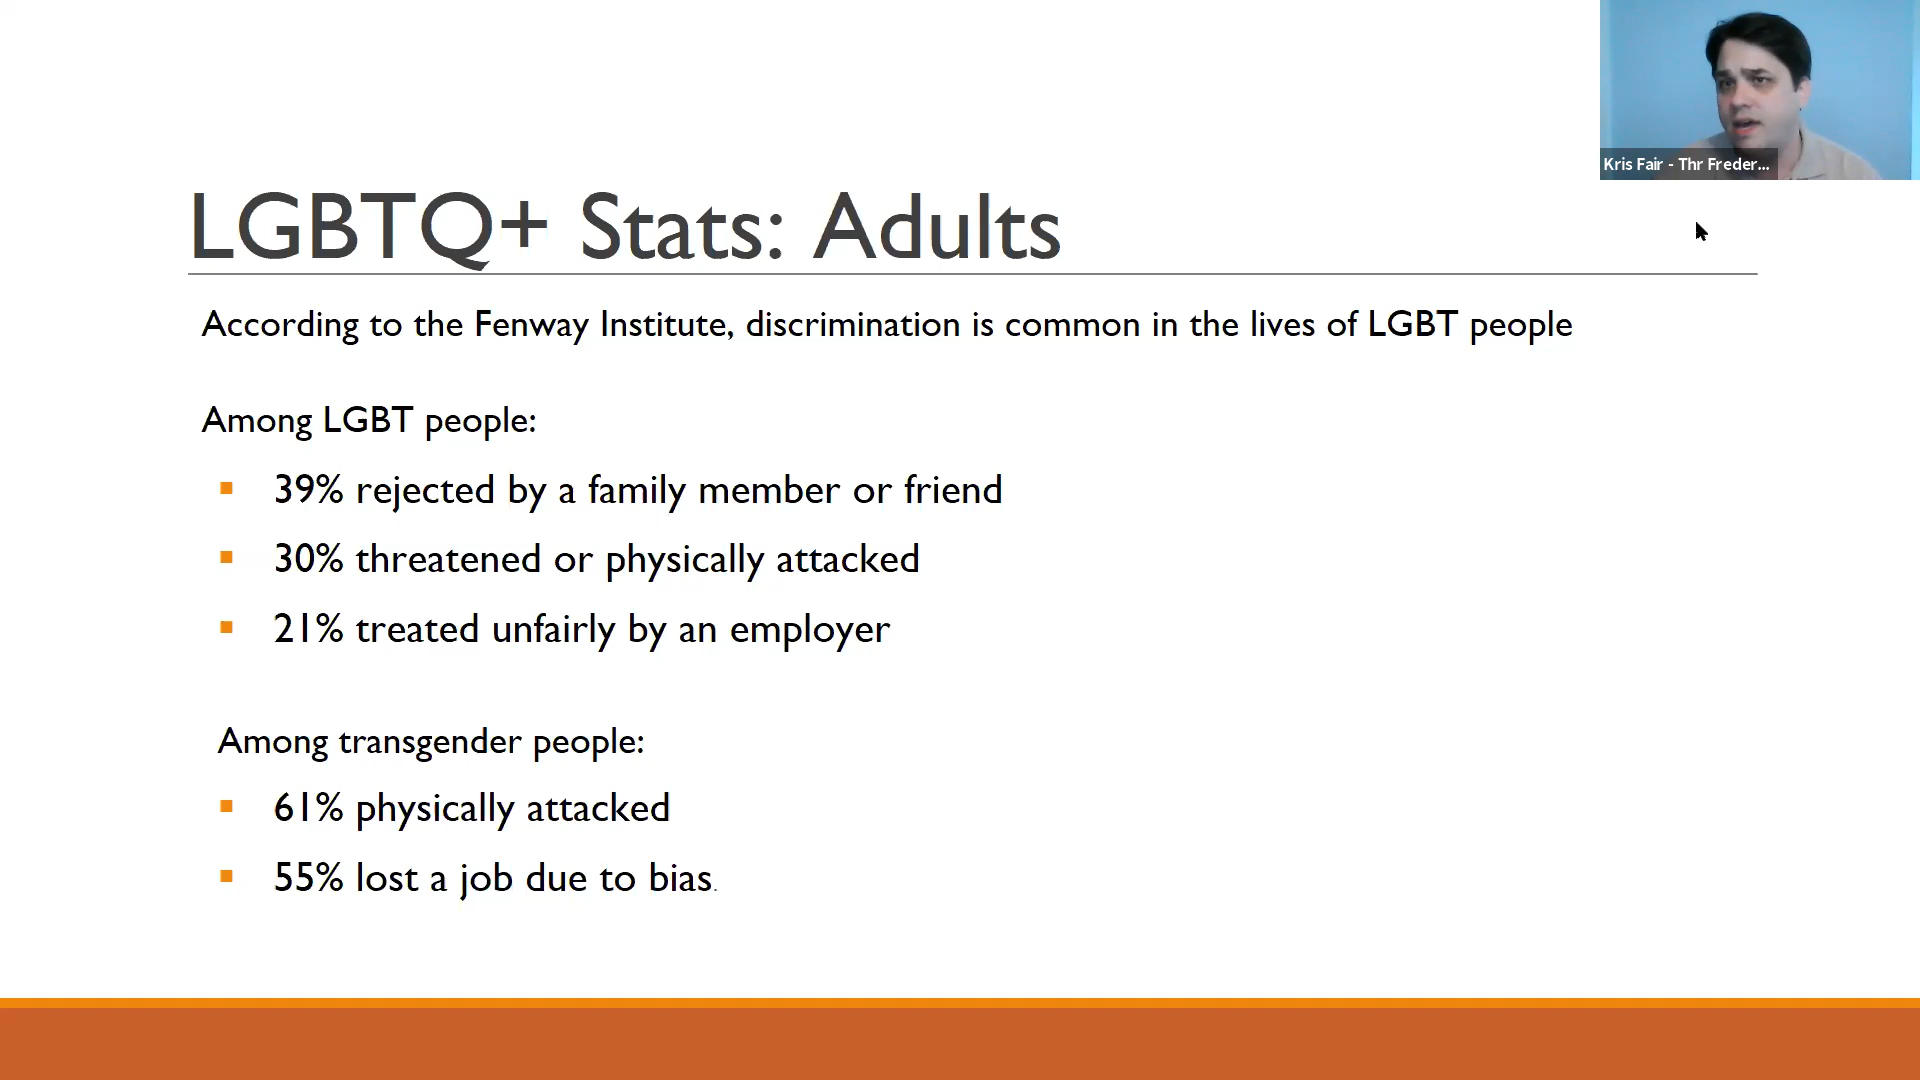 Kris Fair - Thr Freder...
LGBTQ+ Stats: Adults
According to the Fenway Institute, discrimination is common in the lives of LGBT people
Among LGBT people:
39% rejected by a family member or friend
30% threatened or physically attacked
21% treated unfairly by an employer
Among transgender people:
61% physically attacked
55% lost a job due to bias.